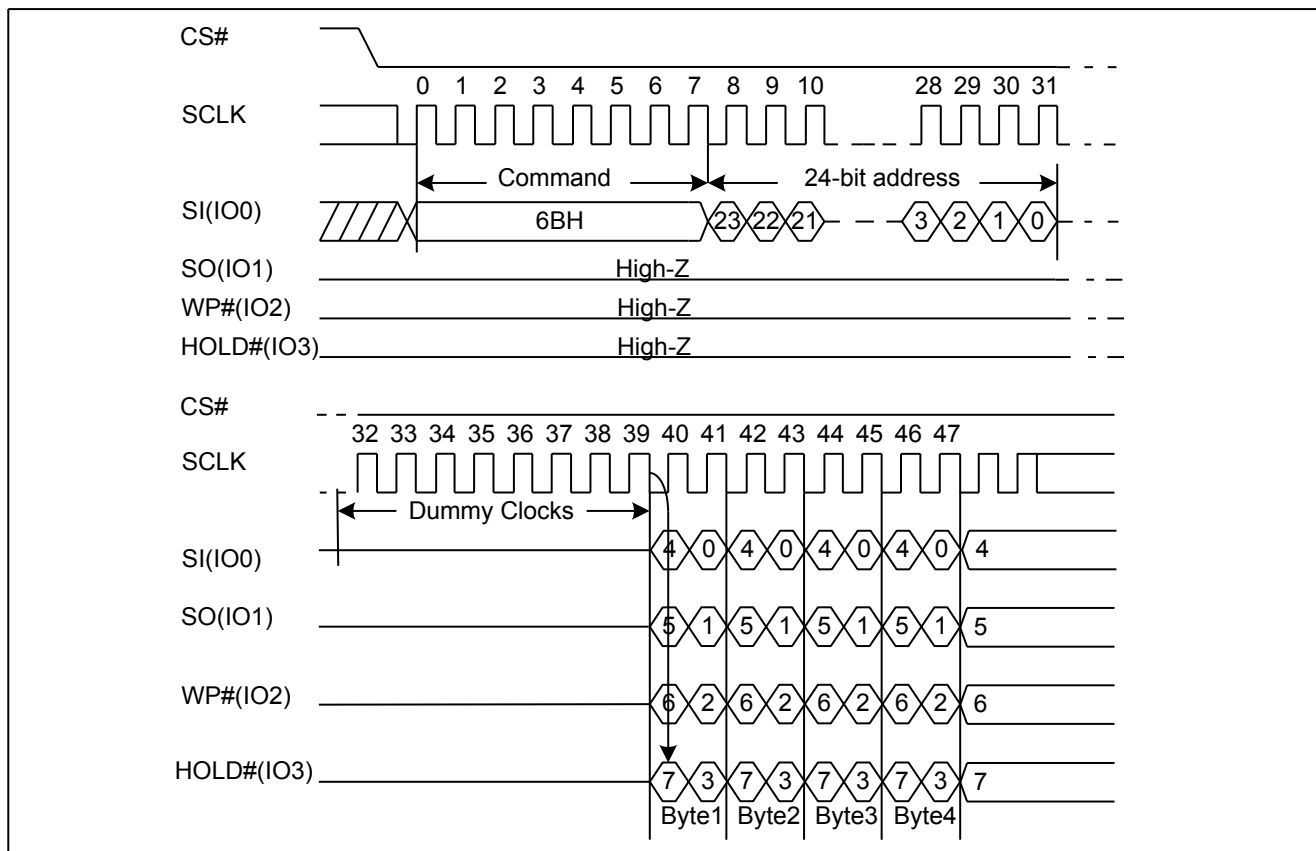 CS#
0 1 2 3 4 5 6 7 8 9 10 28 29 30 31
SCLK
Command 24-bit address
SI(IO0) 6BH 23 22 21 3 2 1 0
SO(IO1) High-Z
WP#(IO2) High-Z
HOLD#(IO3) High-Z
CS#
32 33 34 35 36 37 38 39 40 41 42 43 44 45 46 47
SCLK
Dummy Clocks
SI(IO0) 4 0 4 0 4 0 4 0 4
SO(IO1) 5 1 5 1 5 1 5 1 5
WP#(IO2) 6 2 6 2 6 2 6 2 6
HOLD#(IO3) 7 3 7 3 7 3 7 3 7
Byte1 Byte2 Byte3 Byte4